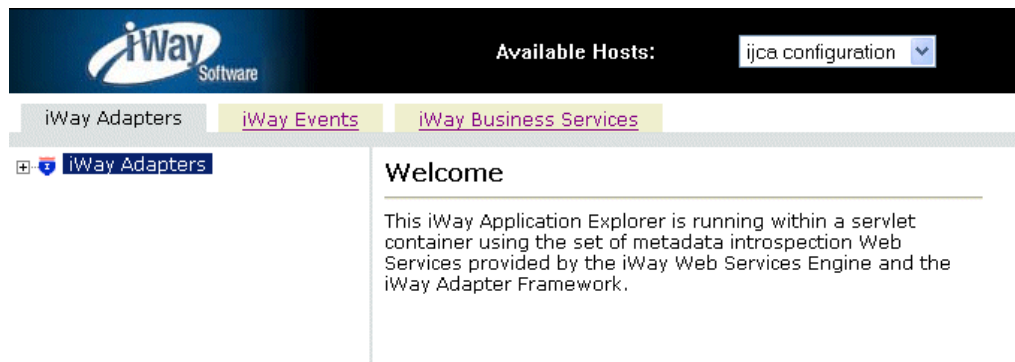 iWay
Software
Available Hosts:
ijca configuration
iWay Adapters
iWay Events
iWay Business Services
iWay Adapters
Welcome
This iWay Application Explorer is running within a servlet
container using the set of metadata introspection Web
Services provided by the iWay Web Services Engine and the
iWay Adapter Framework.